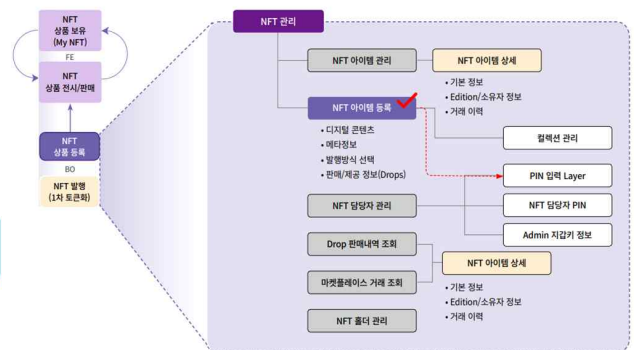 NFT
상품 보유
(My NFT)
FE
NFT
상품 전시/판매
NFT
상품 등록
BO
NFT 발행
(1차 토큰화)
NFT 관리
NFT 아이템 관리
NFT 아이템 상세
• 기본 정보
• Edition/소유자 정보
• 거래 이력
NFT 아이템 등록
• 디지털 콘텐츠
• 메타정보
• 발행방식 선택
• 판매/제공 정보(Drops)
컬렉션 관리
PIN 입력 Layer
NFT 담당자 관리
NFT 담당자 PIN
Admin 지갑키 정보
Drop 판매내역 조회
NFT 아이템 상세
마켓플레이스 거래 조회
• 기본 정보
• Edition/소유자 정보
• 거래 이력
NFT 홀더 관리